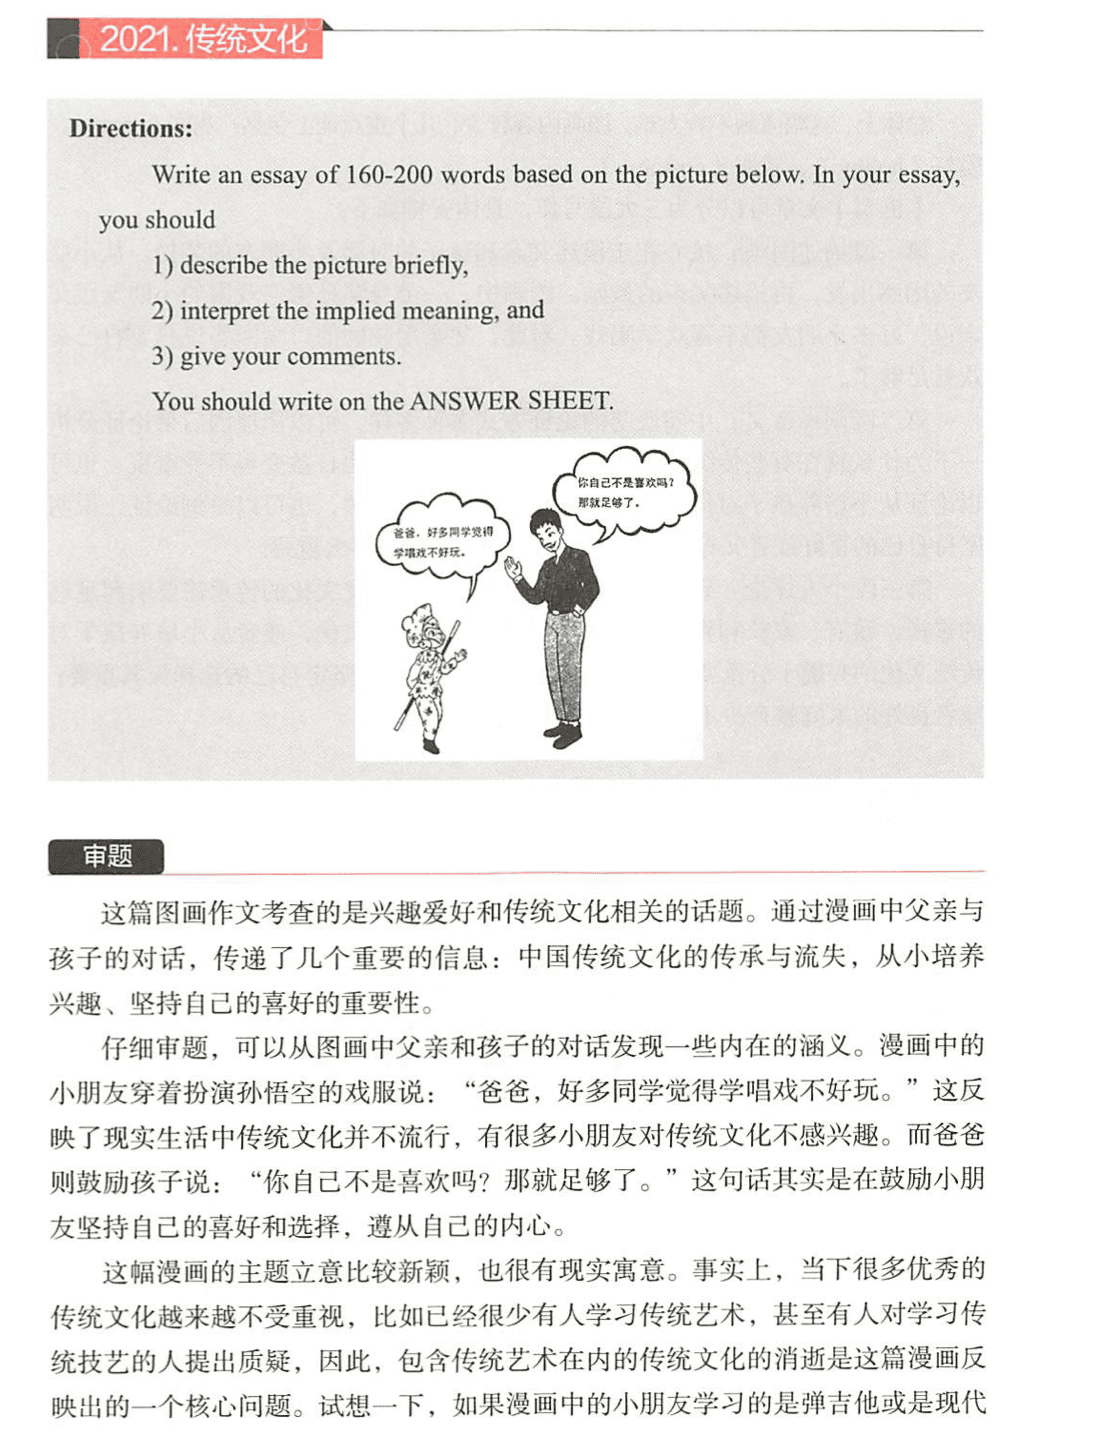 2021. 传统文化
Directions:
Write an essay of 160-200 words based on the picture below. In your essay,
you should
1) describe the picture briefly,
2) interpret the implied meaning, and
3) give your comments.
You should write on the ANSWER SHEET.
你自己不是喜欢吗？
那就足够了。
爸爸，好多同学觉得
学唱戏不好玩。
审题
这篇图画作文考查的是兴趣爱好和传统文化相关的话题。通过漫画中父亲与
孩子的对话，传递了几个重要的信息：中国传统文化的传承与流失，从小培养
兴趣、坚持自己的喜好的重要性。
仔细审题，可以从图画中父亲和孩子的对话发现一些内在的涵义。漫画中的
小朋友穿着扮演孙悟空的戏服说：“爸爸，好多同学觉得学唱戏不好玩。”这反
映了现实生活中传统文化并不流行，有很多小朋友对传统文化不感兴趣。而爸爸
则鼓励孩子说：“你自己不是喜欢吗？那就足够了。”这句话其实是在鼓励小朋
友坚持自己的喜好和选择，遵从自己的内心。
这幅漫画的主题立意比较新颖，也很有现实寓意。事实上，当下很多优秀的
传统文化越来越不受重视，比如已经很少有人学习传统艺术，甚至有人对学习传
统技艺的人提出质疑，因此，包含传统艺术在内的传统文化的消逝是这篇漫画反
映出的一个核心问题。试想一下，如果漫画中的小朋友学习的是弹吉他或是现代